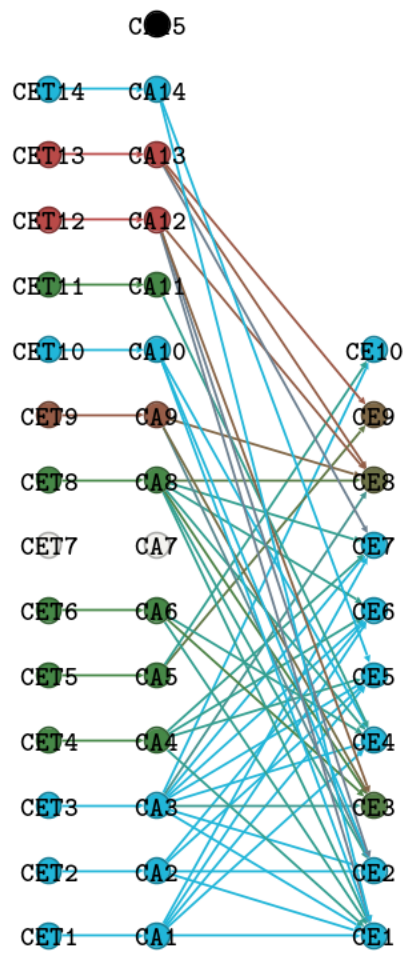 CA15
CET14 CA14
CET13 CA13
CET12 CA12
CET11 CA11
CET10 CA10 CE10
CET9 CA9 CE9
CET8 CA8 CE8
CET7 CA7 CE7
CET6 CA6 CE6
CET5 CA5 CE5
CET4 CA4 CE4
CET3 CA3 CE3
CET2 CA2 CE2
CET1 CA1 CE1